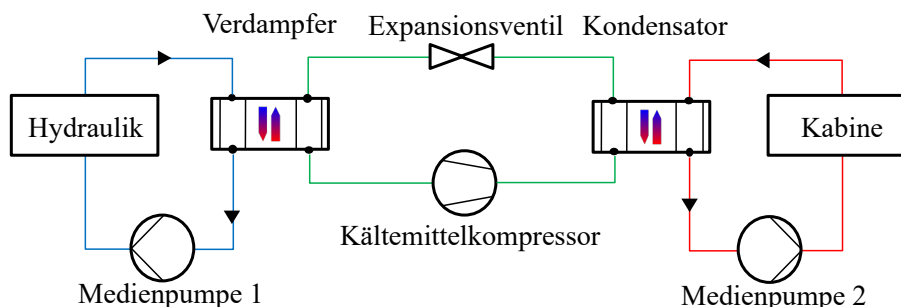 Verdampfer
Expansionsventil
Kondensator
Hydraulik
Kabine
Kältemittelkompressor
Medienpumpe 1
Medienpumpe 2